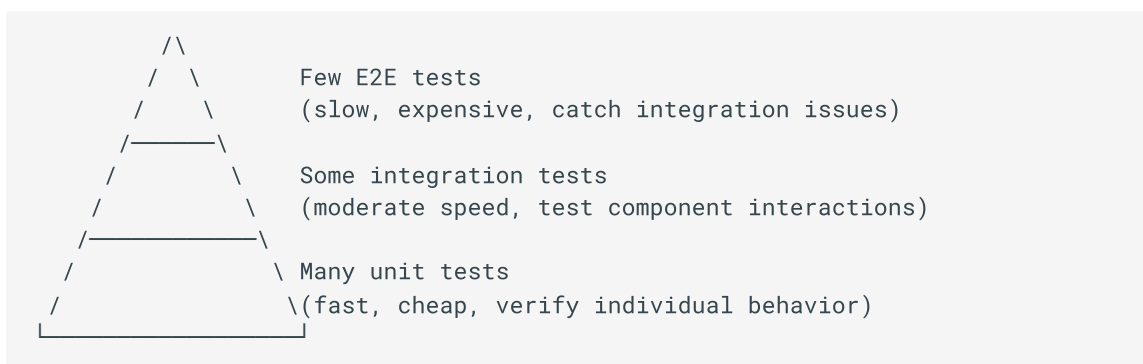 Few E2E tests
(slow, expensive, catch integration issues)
Some integration tests
(moderate speed, test component interactions)
Many unit tests
(fast, cheap, verify individual behavior)